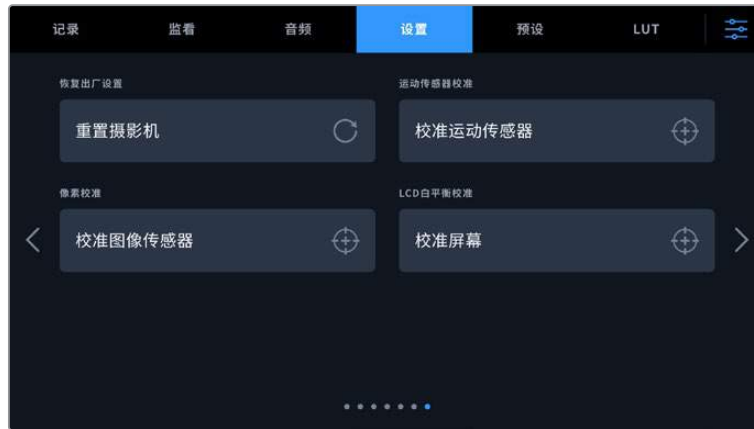 记录 监看 音频 设置 预设 LUT
恢复出厂设置 运动传感器校准
重置摄影机 校准运动传感器
像素校准 LCD白平衡校准
校准图像传感器 校准屏幕